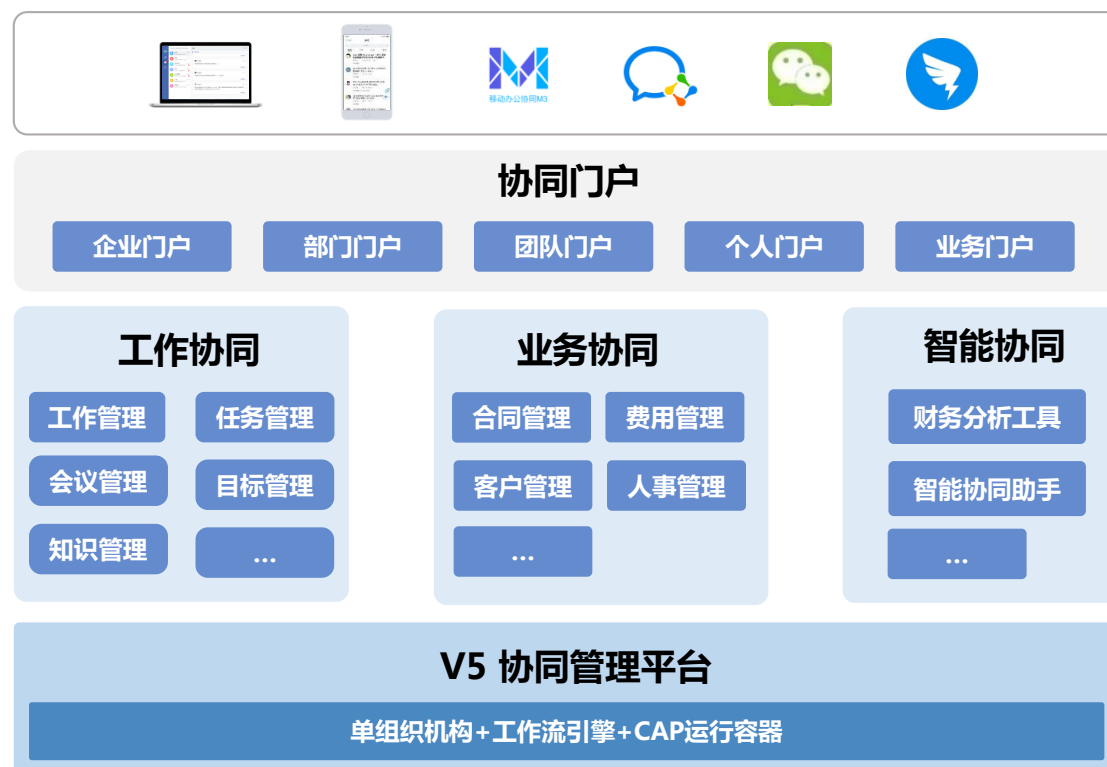 移动办公协同M3
协同门户
企业门户
部门门户
团队门户
个人门户
业务门户
工作协同
工作管理
任务管理
会议管理
目标管理
知识管理
...
业务协同
合同管理
费用管理
客户管理
人事管理
...
智能协同
财务分析工具
智能协同助手
...
V5 协同管理平台
单组织机构+工作流引擎+CAP运行容器